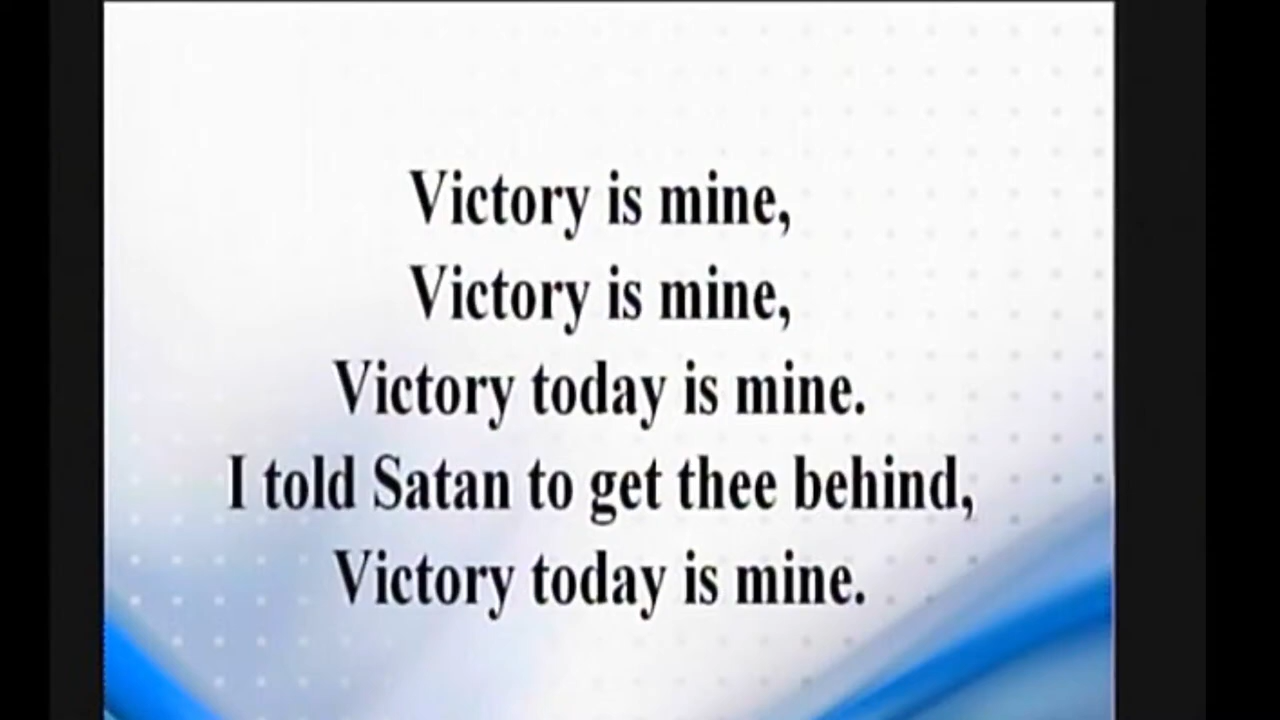 Victory is mine,
Victory is mine,
Victory today is mine.
I told Satan to get thee behind,
Victory today is mine.